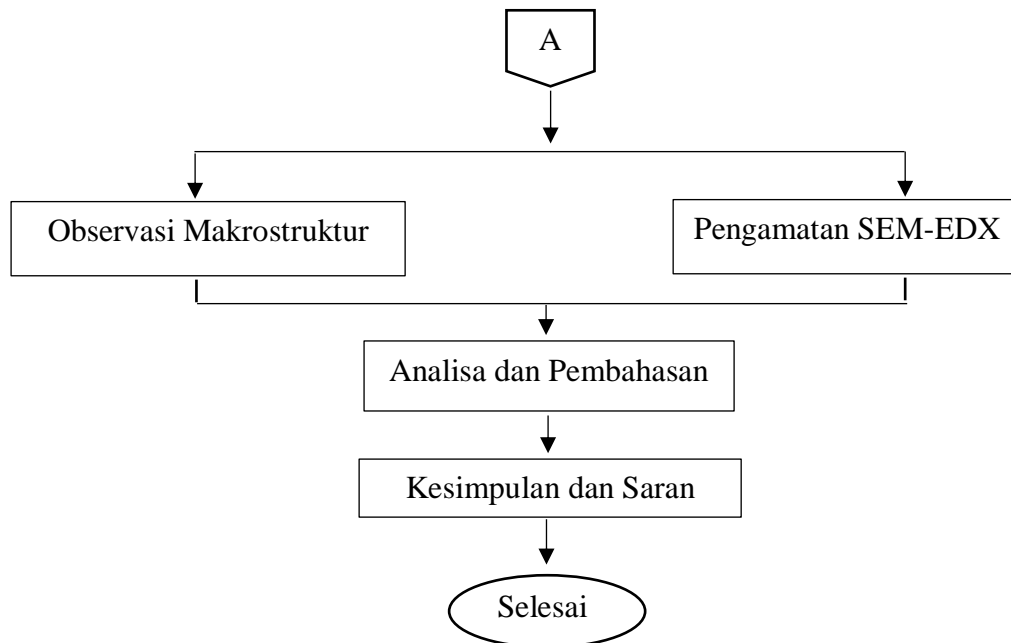 A
Observasi Makrostruktur
Pengamatan SEM-EDX
Analisa dan Pembahasan
Kesimpulan dan Saran
Selesai